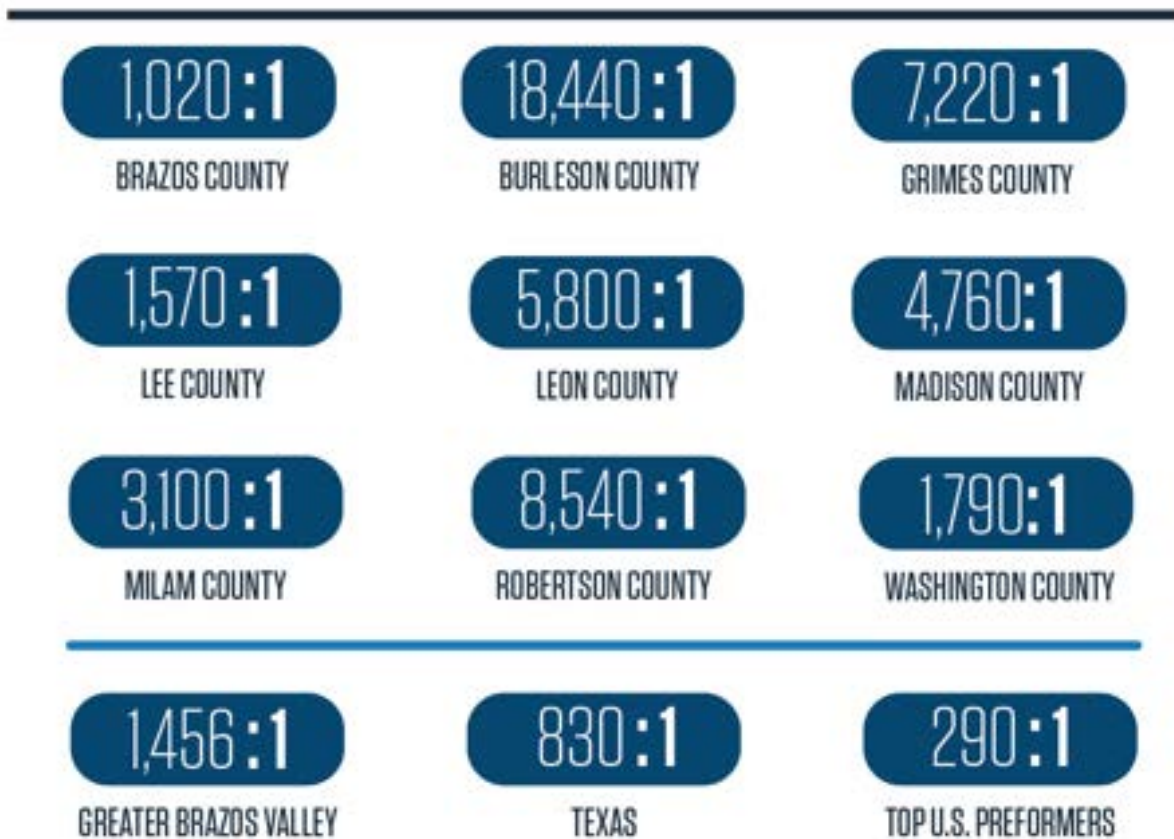 1,020:1 18,440:1 7,220:1
BRAZOS COUNTY BURLESON COUNTY GRIMES COUNTY
1,570:1 5,800:1 4,760:1
LEE COUNTY LEON COUNTY MADISON COUNTY
3,100:1 8,540:1 1,790:1
MILAM COUNTY ROBERTSON COUNTY WASHINGTON COUNTY
1,456:1 830:1 290:1
GREATER BRAZOS VALLEY TEXAS TOP U.S. PREFORMERS